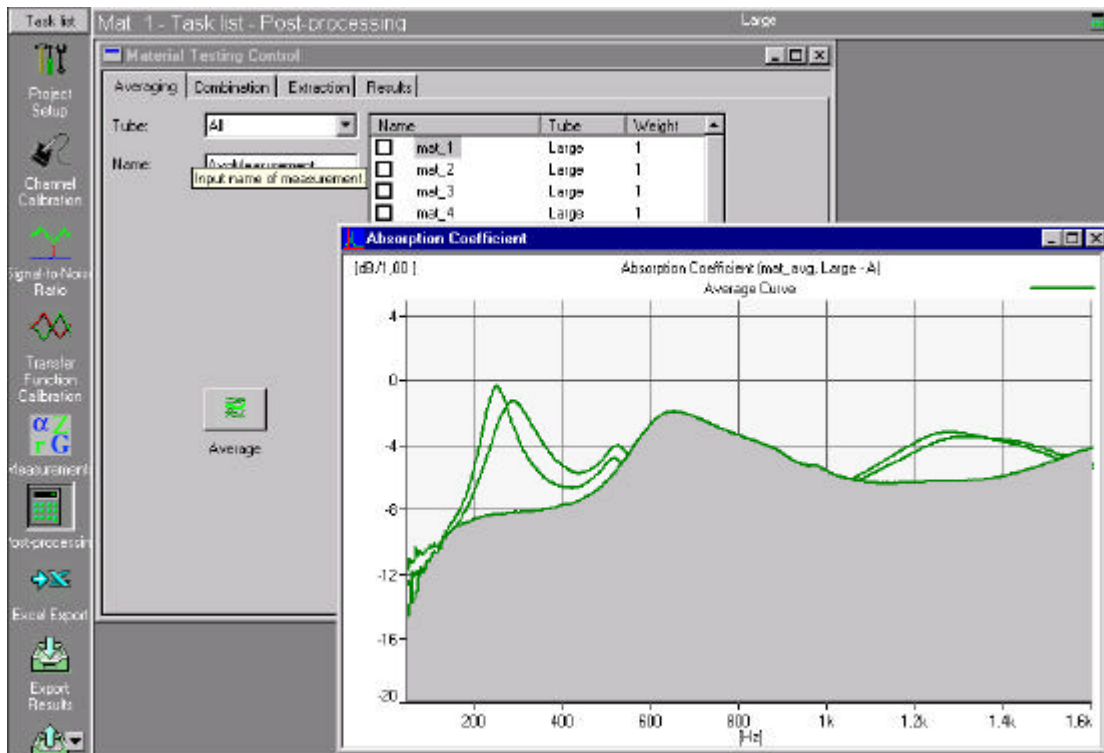 Task list
Mat_1 - Task list - Post-processing
Large
Project
Setup
Channel
Calibration
Signal-to-Noise
Ratio
Transfer
Function
Calibration
α Z
r G
Measurements
Post-processin
Excel Export
Export
Results
Material Testing Control
Averaging
Combination
Extraction
Results
Tube:
All
Name:
AvgMeasurement
Input name of measurement.
Average
Name
Tube
Weight
mat_1
Large
1
mat_2
Large
1
mat_3
Large
1
mat_4
Large
1
Absorption Coefficient
[dB/1,00 ]
Absorption Coefficient (mat_avg, Large - A)
Average Curve
4
0
-4
-8
-12
-16
-20
200
400
600
800
1k
1.2k
1.4k
1.6k
[Hz]